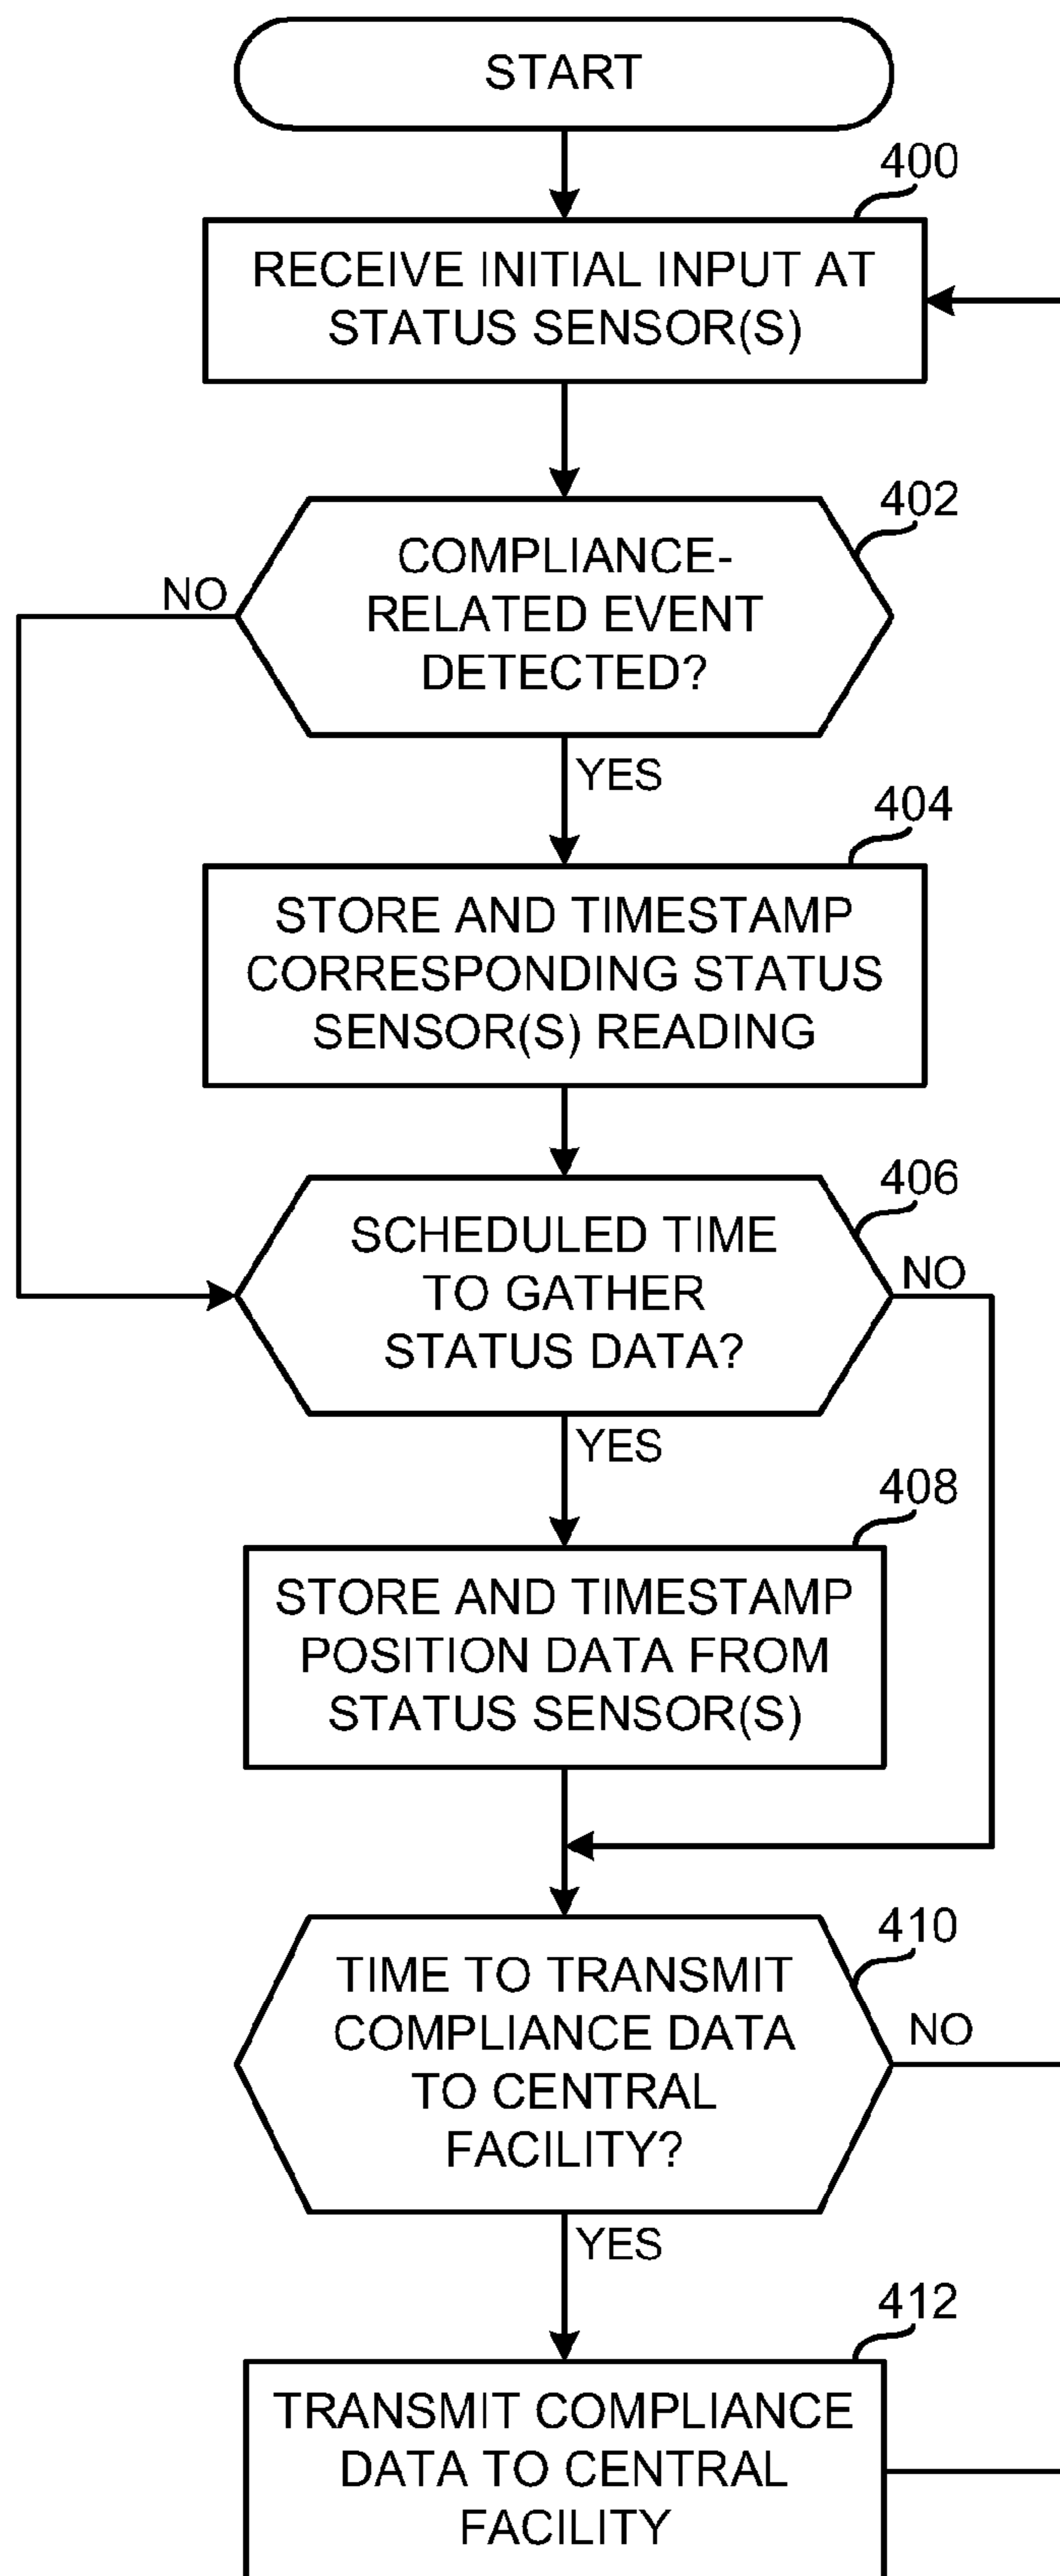 START
400
RECEIVE INITIAL INPUT AT
STATUS SENSOR(S)
402
COMPLIANCE-
RELATED EVENT
DETECTED?
NO
YES
404
STORE AND TIMESTAMP
CORRESPONDING STATUS
SENSOR(S) READING
406
SCHEDULED TIME
TO GATHER
STATUS DATA?
NO
YES
408
STORE AND TIMESTAMP
POSITION DATA FROM
STATUS SENSOR(S)
410
TIME TO TRANSMIT
COMPLIANCE DATA
TO CENTRAL
FACILITY?
NO
YES
412
TRANSMIT COMPLIANCE
DATA TO CENTRAL
FACILITY